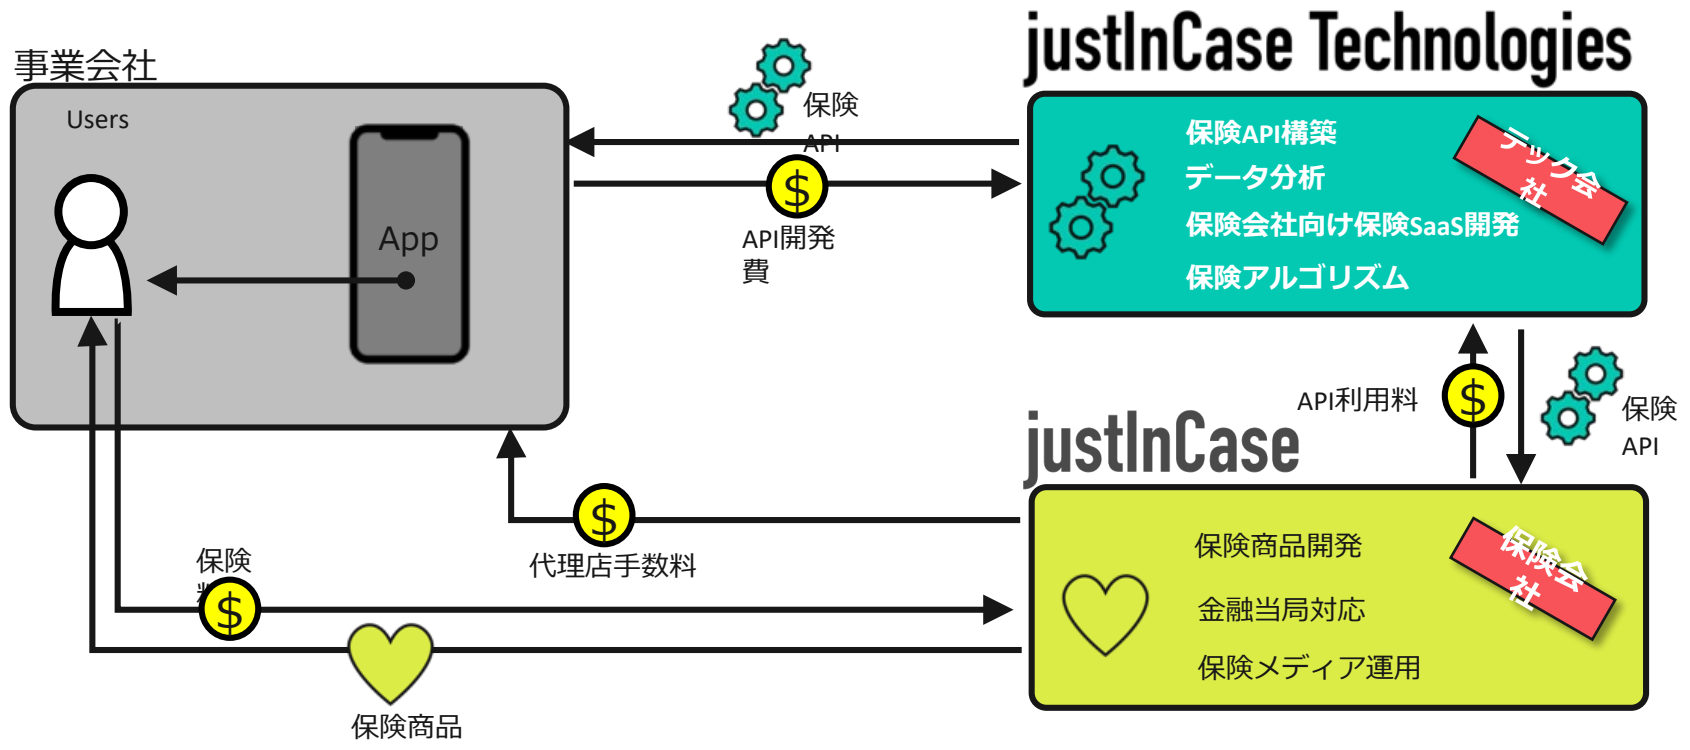 justInCase Technologies
事業会社
Users
App
保険
API
$
API開発
費
保険API構築
データ分析
保険会社向け保険SaaS開発
保険アルゴリズム
テック会
社
API利用料
$
保険
API
justInCase
$
代理店手数料
保険
$
保険商品
保険商品開発
金融当局対応
保険メディア運用
保険会
社